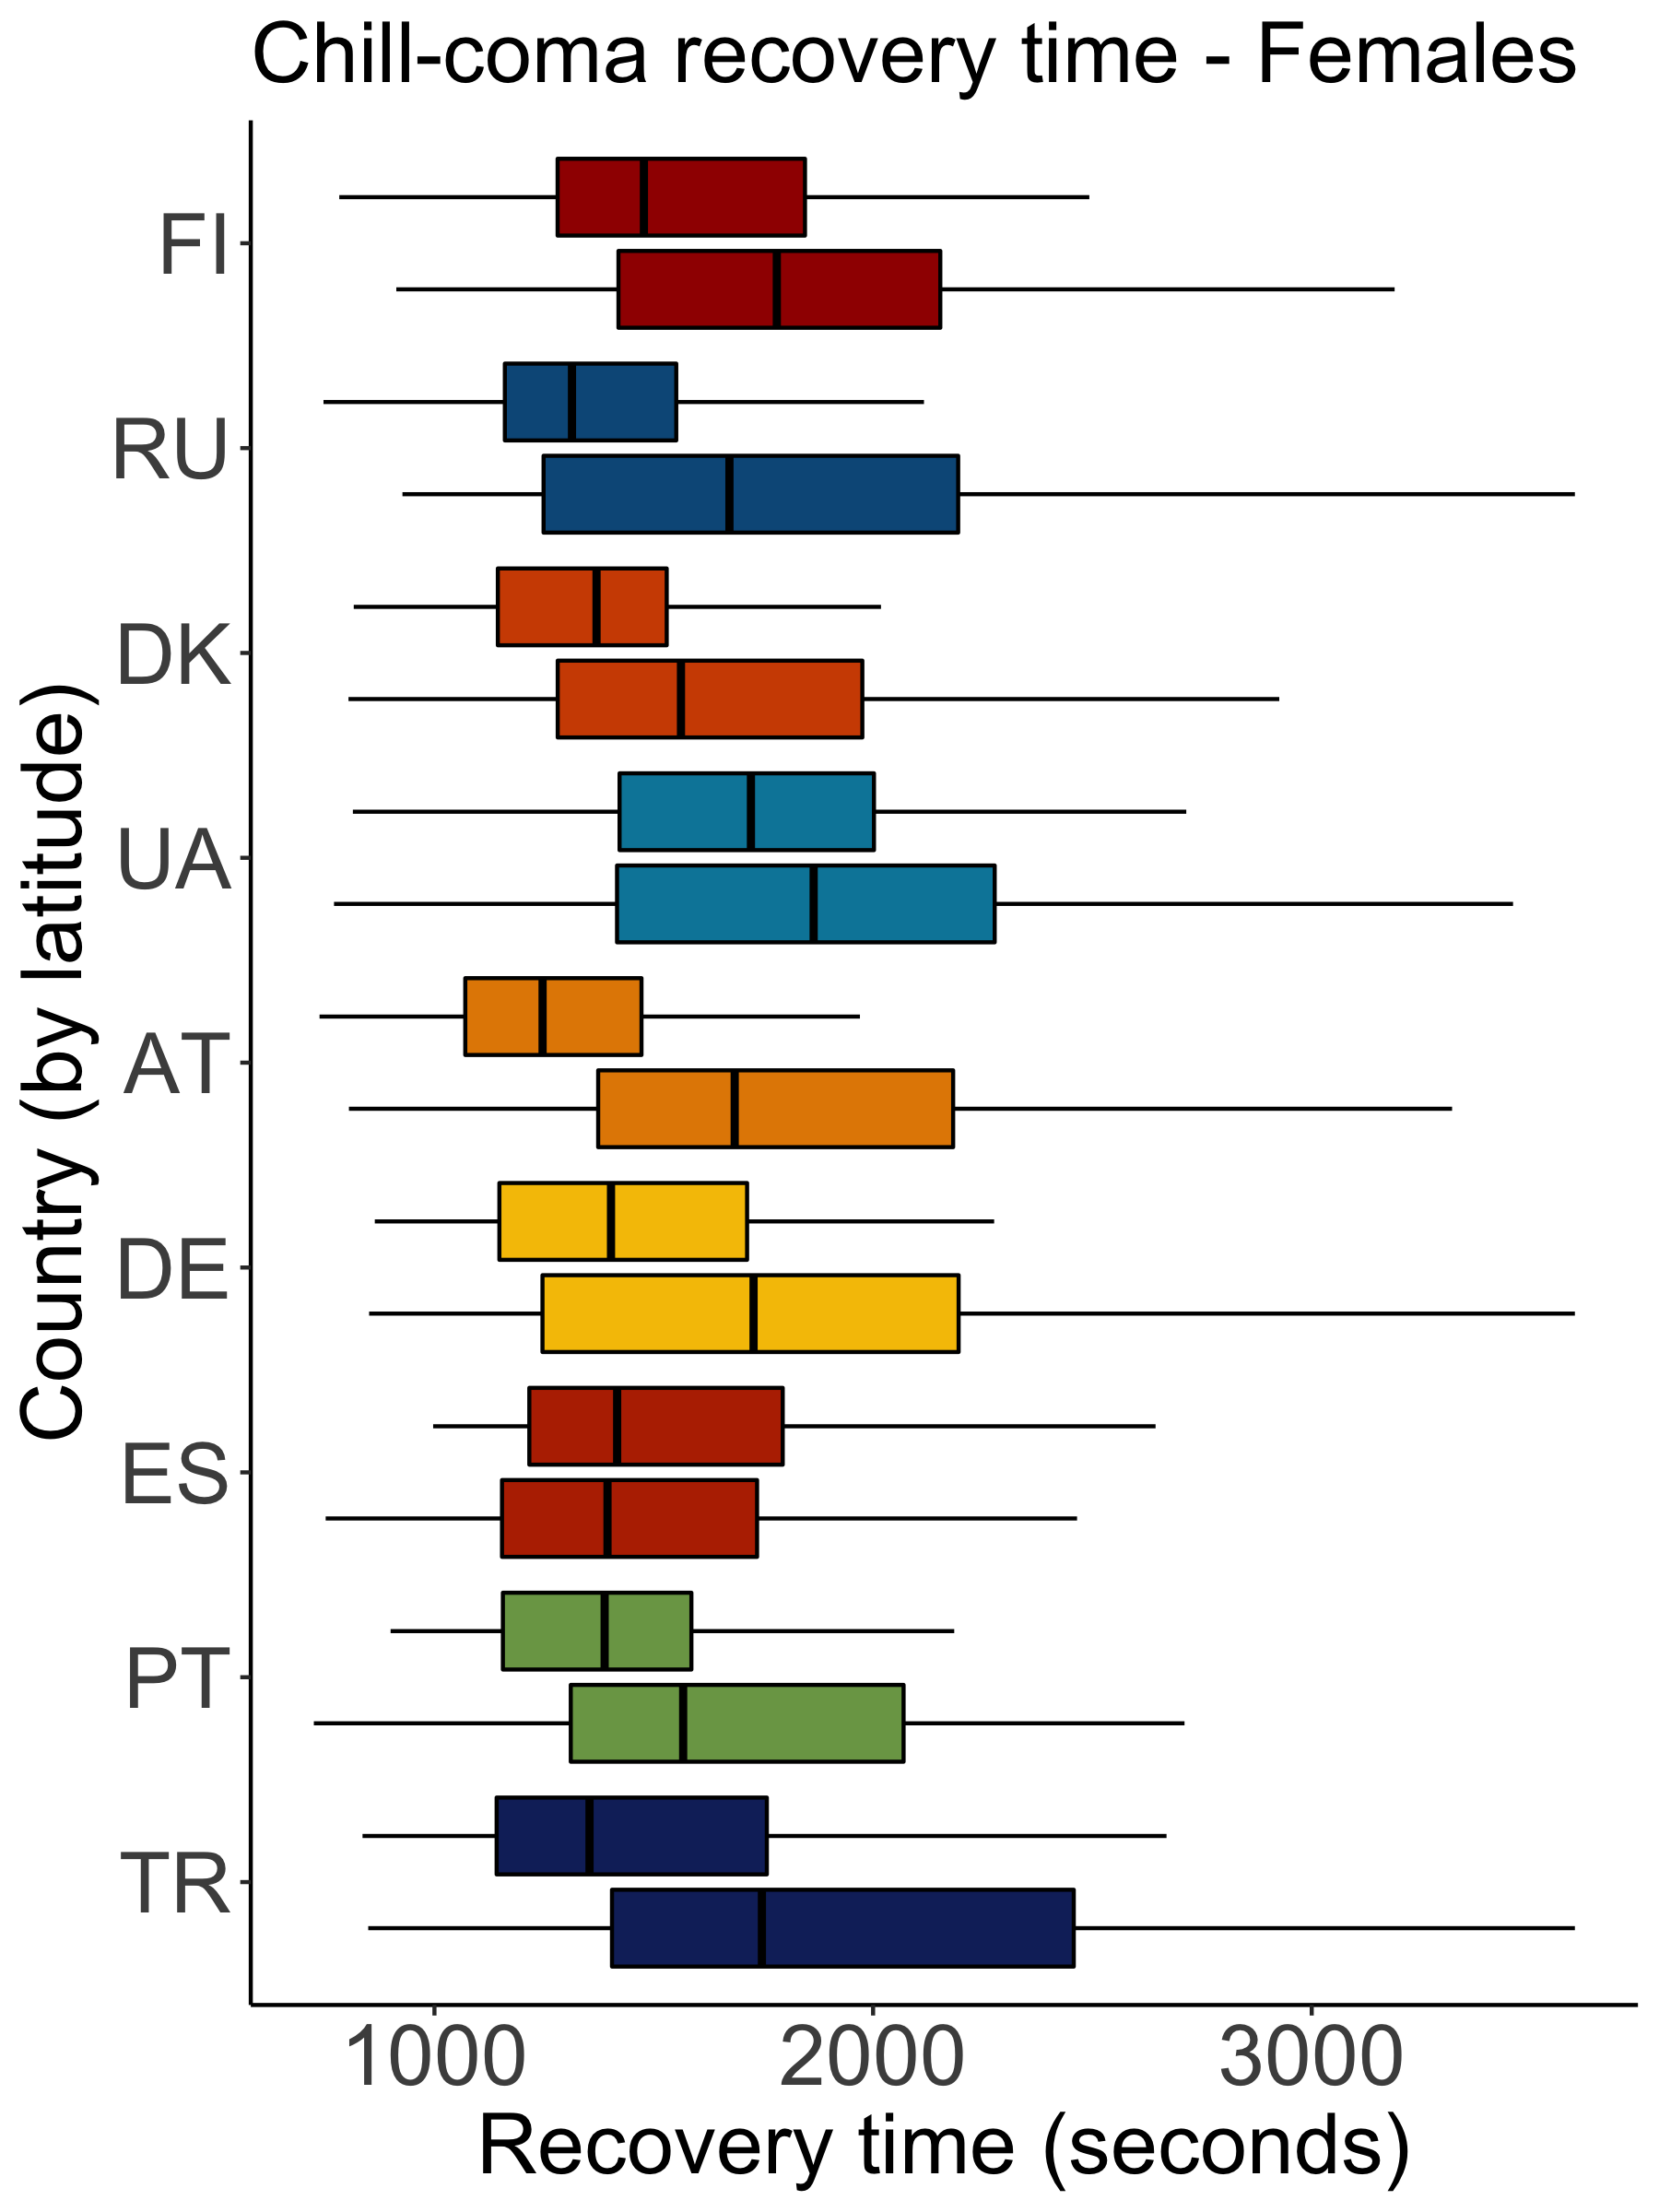 Chill-coma recovery time - Females
Country (by latitude)
FI
RU
DK
UA
AT
DE
ES
PT
TR
1000 2000 3000
Recovery time (seconds)